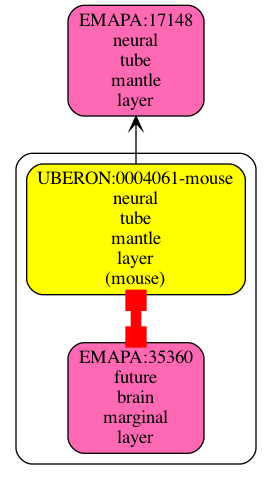 EMAPA:17148
neural
tube
mantle
layer
UBERON:0004061-mouse
neural
tube
mantle
layer
(mouse)
EMAPA:35360
future
brain
marginal
layer